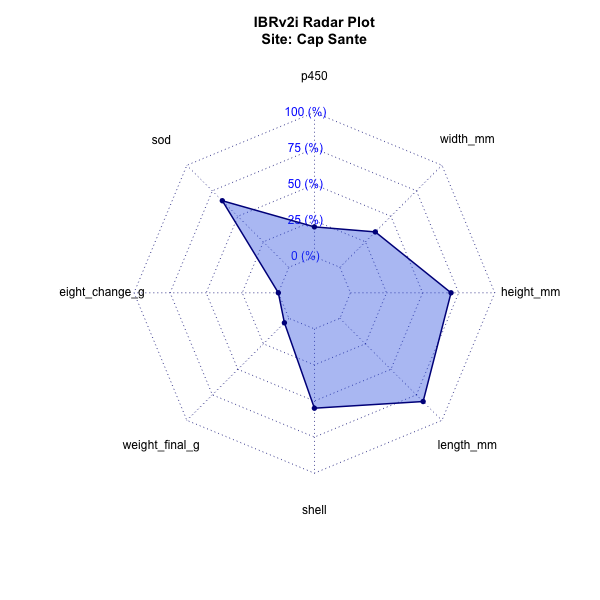 IBRv2i Radar Plot
Site: Cap Sante
p450
100 (%)
sod
width_mm
75 (%)
50 (%)
25 (%)
0 (%)
eight_change_g
height_mm
weight_final_g
length_mm
shell